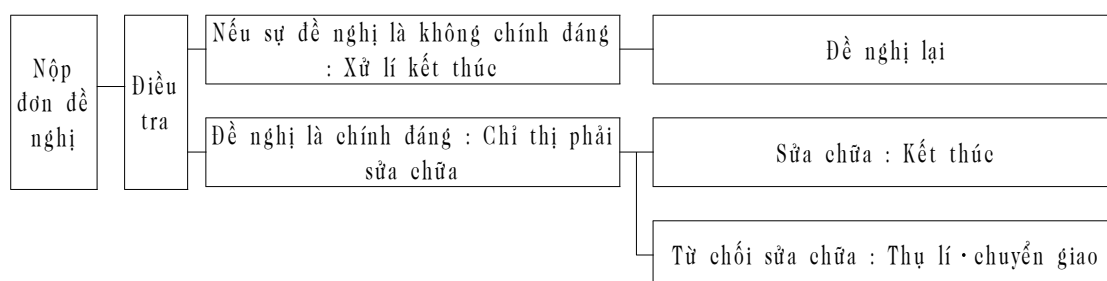 Nộp
đơn đề
nghị
Điều
tra
Nếu sự đề nghị là không chính đáng
: Xử lí kết thúc
Đề nghị lại
Đề nghị là chính đáng : Chỉ thị phải
sửa chữa
Sửa chữa : Kết thúc
Từ chối sửa chữa : Thụ lí·chuyển giao